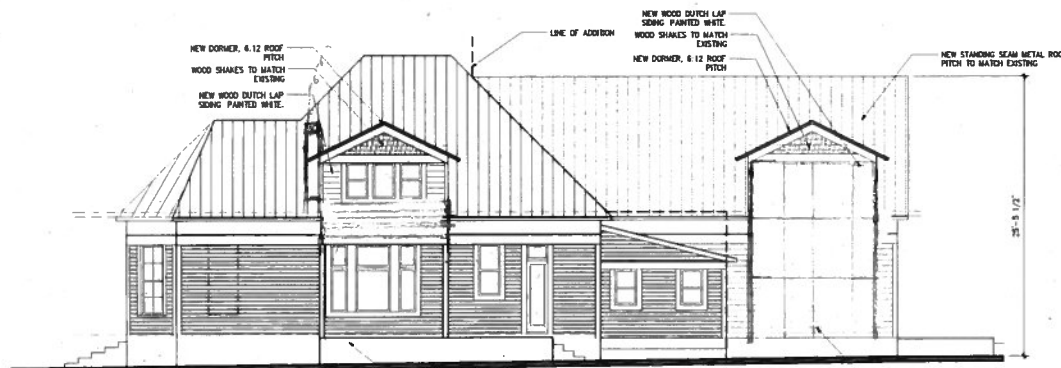 NEW DORMER, 6:12 ROOF
PITCH
WOOD SHAKES TO MATCH
EXISTING
NEW WOOD DUTCH LAP
SIDING PAINTED WHITE.
LINE OF ADDITION
NEW WOOD DUTCH LAP
SIDING PAINTED WHITE.
WOOD SHAKES TO MATCH
EXISTING
NEW DORMER, 6:12 ROOF
PITCH
NEW STANDING SEAM METAL ROO
PITCH TO MATCH EXISTING